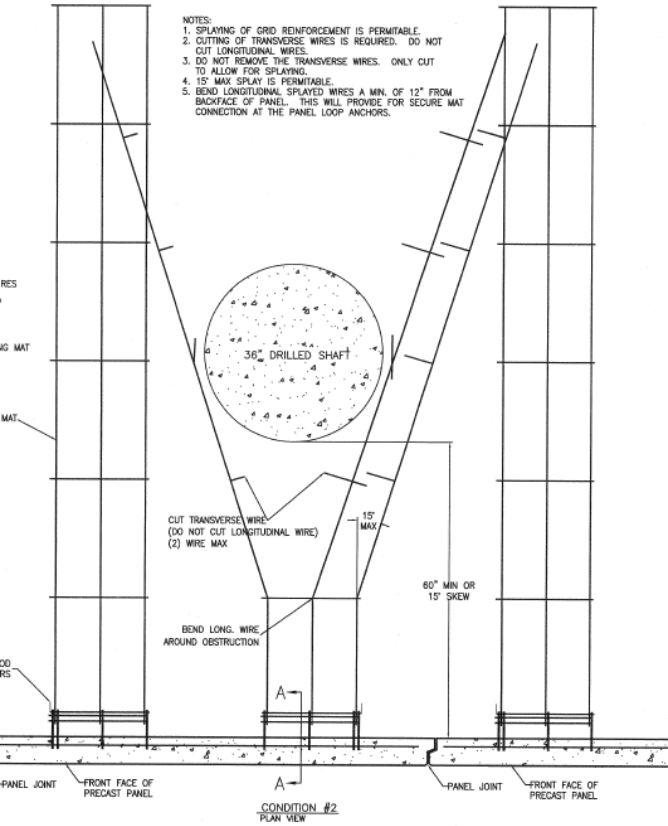 NOTES:
1. SPLAYING OF GRID REINFORCEMENT IS PERMITABLE.
2. CUTTING OF TRANSVERSE WIRES IS REQUIRED. DO NOT
CUT LONGITUDINAL WIRES.
3. DO NOT REMOVE THE TRANSVERSE WIRES. ONLY CUT
TO ALLOW FOR SPLAYING.
4. 15° MAX SPLAY IS PERMITABLE.
5. BEND LONGITUDINAL SPLAYED WIRES A MIN. OF 12" FROM
BACKFACE OF PANEL. THIS WILL PROVIDE FOR SECURE MAT
CONNECTION AT THE PANEL LOOP ANCHORS.
RES
NG MAT
MAT
36" DRILLED SHAFT
CUT TRANSVERSE WIRE
(DO NOT CUT LONGITUDINAL WIRE)
(2) WIRE MAX
15°
MAX
60" MIN OR
15° SKEW
BEND LONG. WIRE
AROUND OBSTRUCTION
OD
RS
A
A
PANEL JOINT
FRONT FACE OF
PRECAST PANEL
PANEL JOINT
FRONT FACE OF
PRECAST PANEL
CONDITION #2
PLAN VIEW